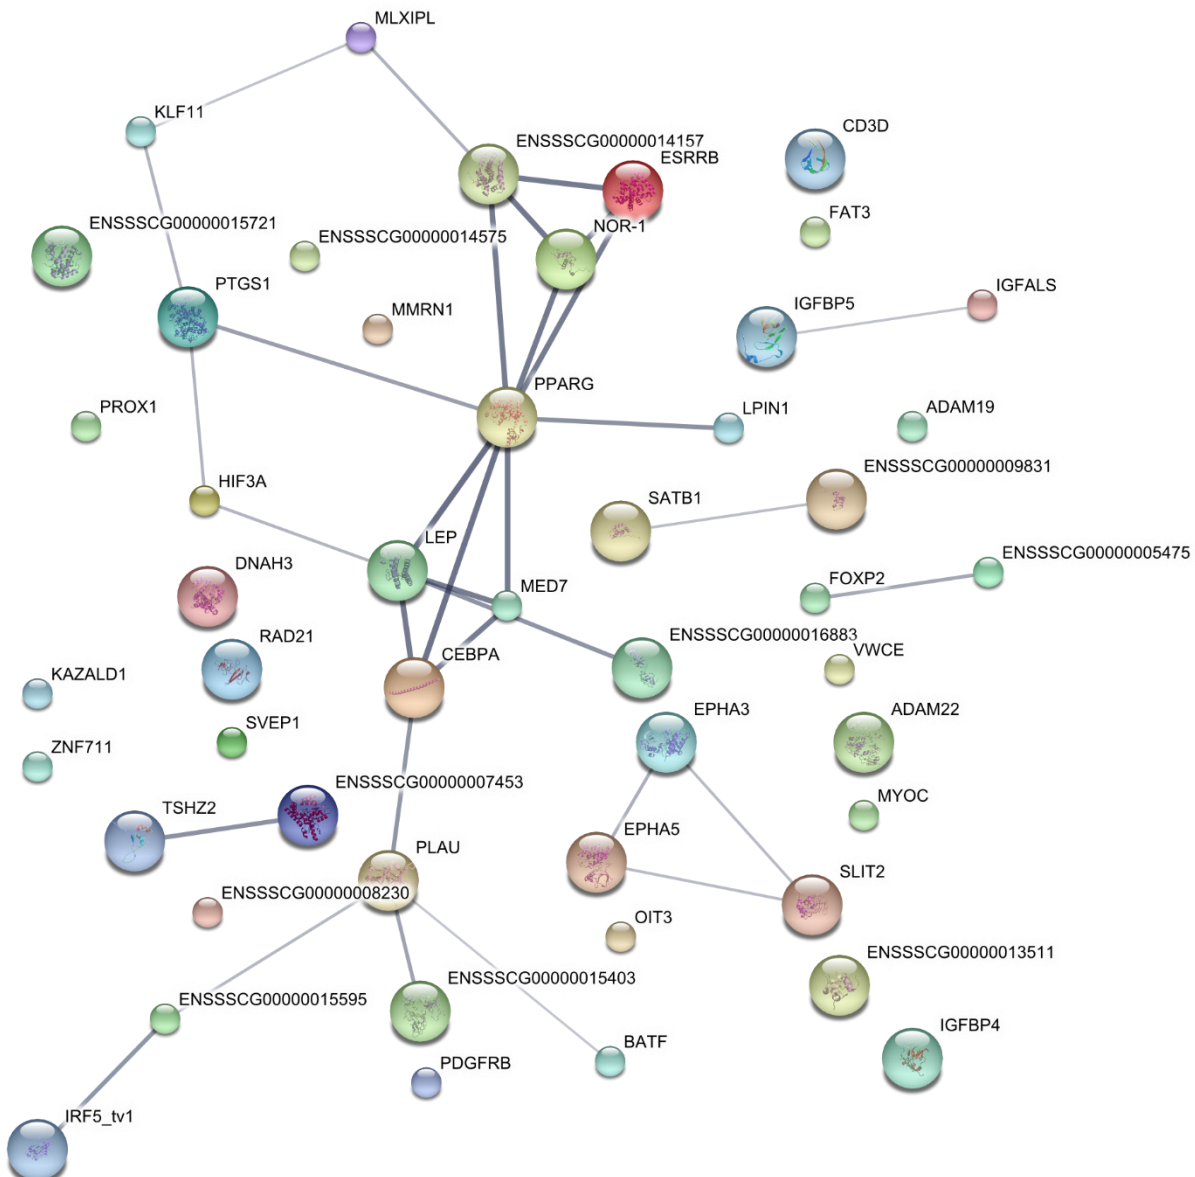 MLXIPL
KLF11
ENSSSCG00000014157
CD3D
ESRRB
FAT3
ENSSSCG00000015721
NOR-1
ENSSSCG00000014575
PTGS1
IGFALS
IGFBP5
MMRN1
PPARG
PROX1
LPIN1
ADAM19
ENSSSCG00000009831
HIF3A
SATB1
LEP
ENSSSCG00000005475
DNAH3
MED7
FOXP2
RAD21
ENSSSCG00000016883
VWCE
CEBPA
KAZALD1
SVEP1
EPHA3
ADAM22
ZNF711
ENSSSCG00000007453
MYOC
TSHZ2
EPHA5
PLAU
SLIT2
ENSSSCG00000008230
OIT3
ENSSSCG00000013511
ENSSSCG00000015403
ENSSSCG00000015595
IGFBP4
BATF
PDGFRB
IRF5_tv1